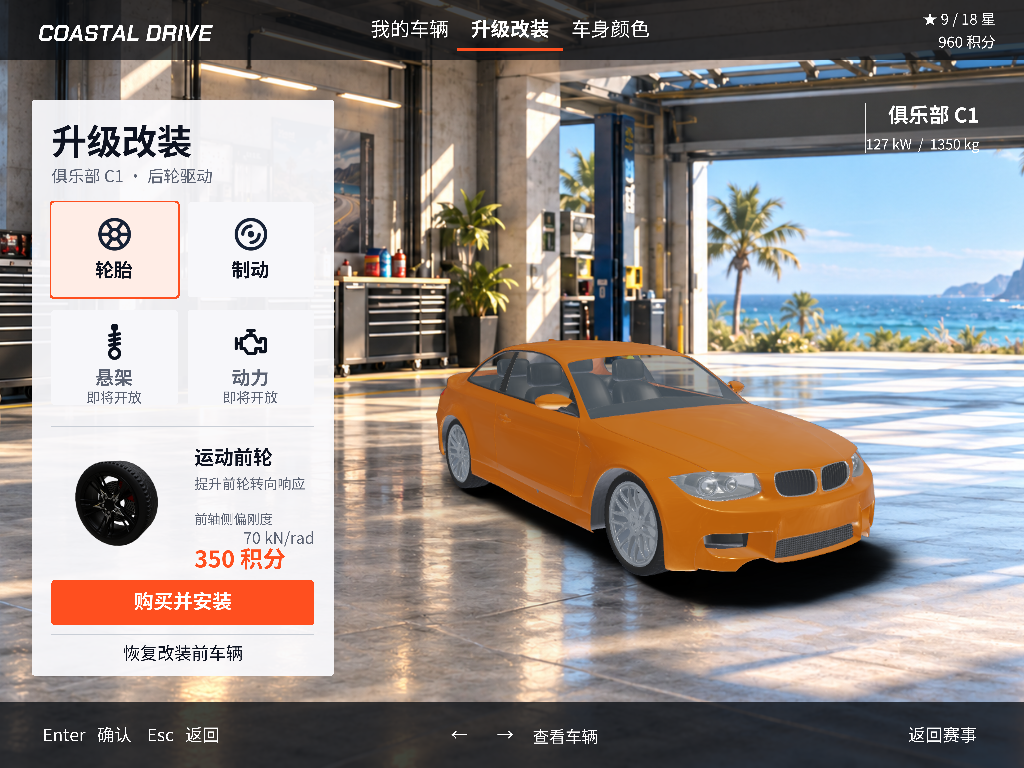 COASTAL DRIVE
我的车辆 升级改装 车身颜色
★ 9 / 18 星
960 积分
俱乐部 C1
127 kW / 1350 kg
升级改装
俱乐部 C1 · 后轮驱动
轮胎 制动
悬架 动力
即将开放 即将开放
运动前轮
提升前轮转向响应
前轴侧偏刚度
70 kN/rad
350 积分
购买并安装
恢复改装前车辆
Enter 确认 Esc 返回 ← → 查看车辆 返回赛事